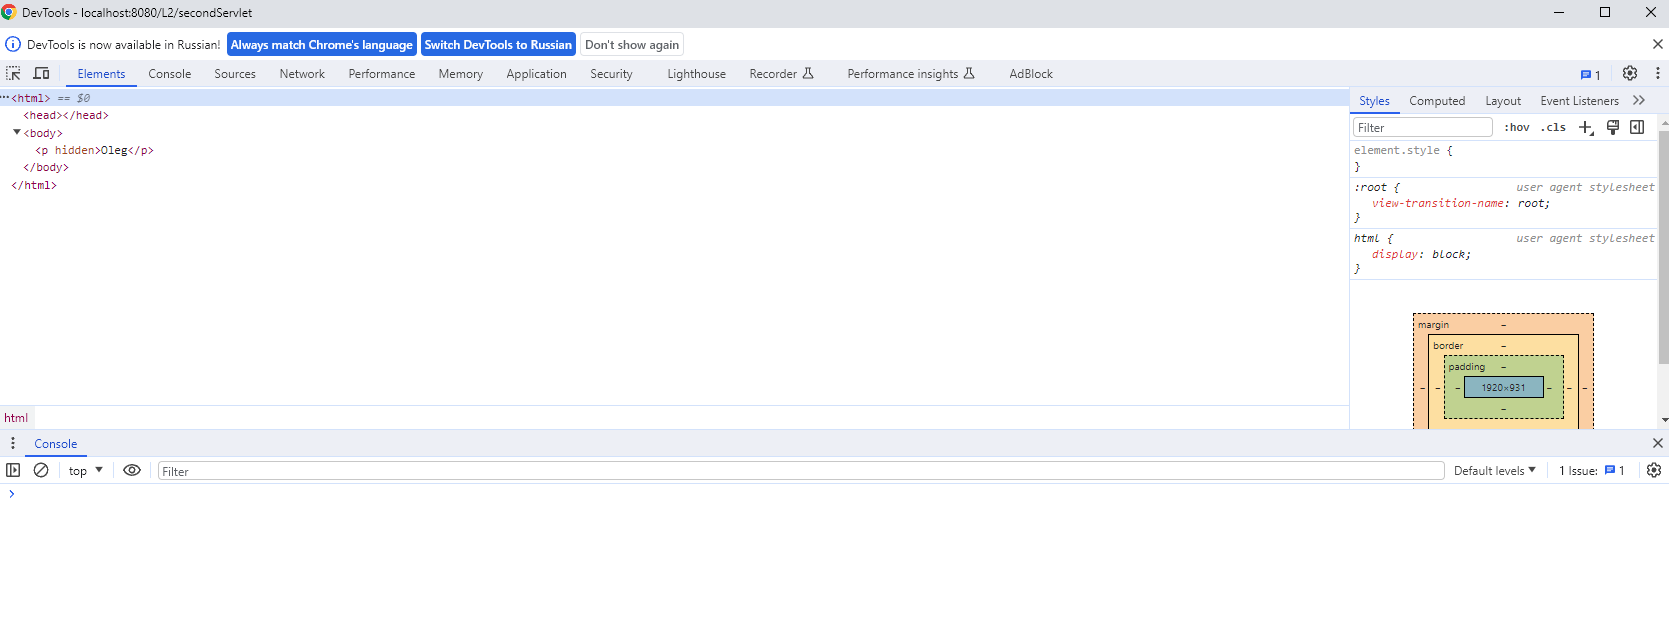 DevTools - localhost:8080/L2/secondServlet
DevTools is now available in Russian! Always match Chrome's language Switch DevTools to Russian Don't show again
Elements Console Sources Network Performance Memory Application Security Lighthouse Recorder Performance insights AdBlock 1
<html> == $0
<head></head>
<body>
<p hidden>Oleg</p>
</body>
</html>
html
Styles Computed Layout Event Listeners
Filter :hov .cls
element.style {
}
:root { user agent stylesheet
view-transition-name: root;
}
html { user agent stylesheet
display: block;
}
margin –
border –
padding –
– – – 1920×931 – – –
–
Console
top Filter Default levels 1 Issue: 1